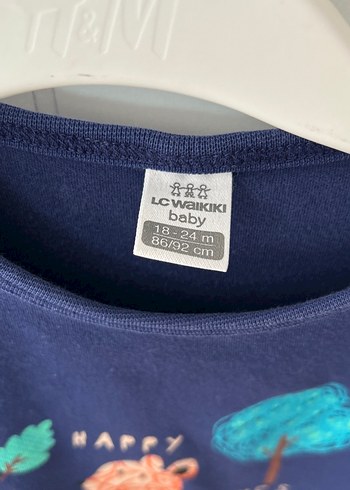 H&M
LC WAIKIKI
baby
18 - 24 m
86/92 cm
HAPPY